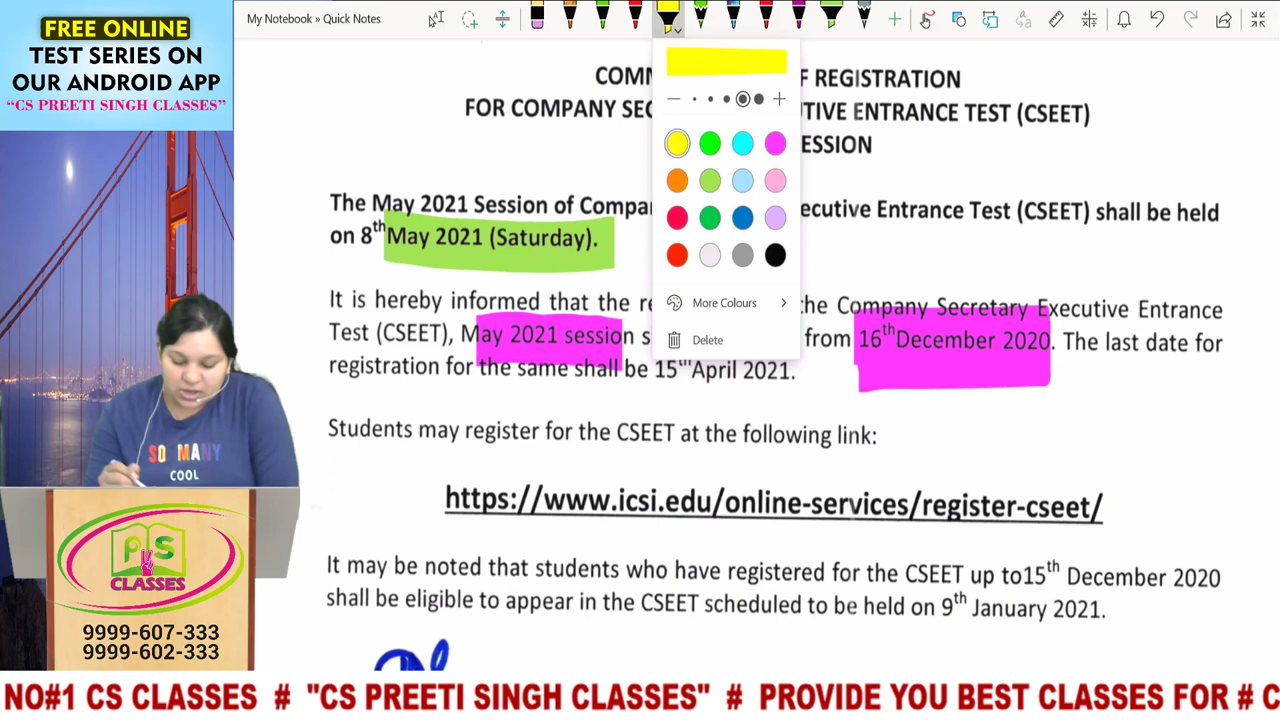 FREE ONLINE
TEST SERIES ON
OUR ANDROID APP
"CS PREETI SINGH CLASSES"
My Notebook » Quick Notes
COMM F REGISTRATION
FOR COMPANY SEC TIVE ENTRANCE TEST (CSEET)
ESSION
The May 2021 Session of Compa ecutive Entrance Test (CSEET) shall be held
on 8th May 2021 (Saturday).
It is hereby informed that the re the Company Secretary Executive Entrance
Test (CSEET), May 2021 session s from 16th December 2020. The last date for
registration for the same shall be 15th April 2021.
Students may register for the CSEET at the following link:
https://www.icsi.edu/online-services/register-cseet/
It may be noted that students who have registered for the CSEET up to15th December 2020
shall be eligible to appear in the CSEET scheduled to be held on 9th January 2021.
More Colours
Delete
SO MANY
COOL
PS
CLASSES
9999-607-333
9999-602-333
NO#1 CS CLASSES # "CS PREETI SINGH CLASSES" # PROVIDE YOU BEST CLASSES FOR # C